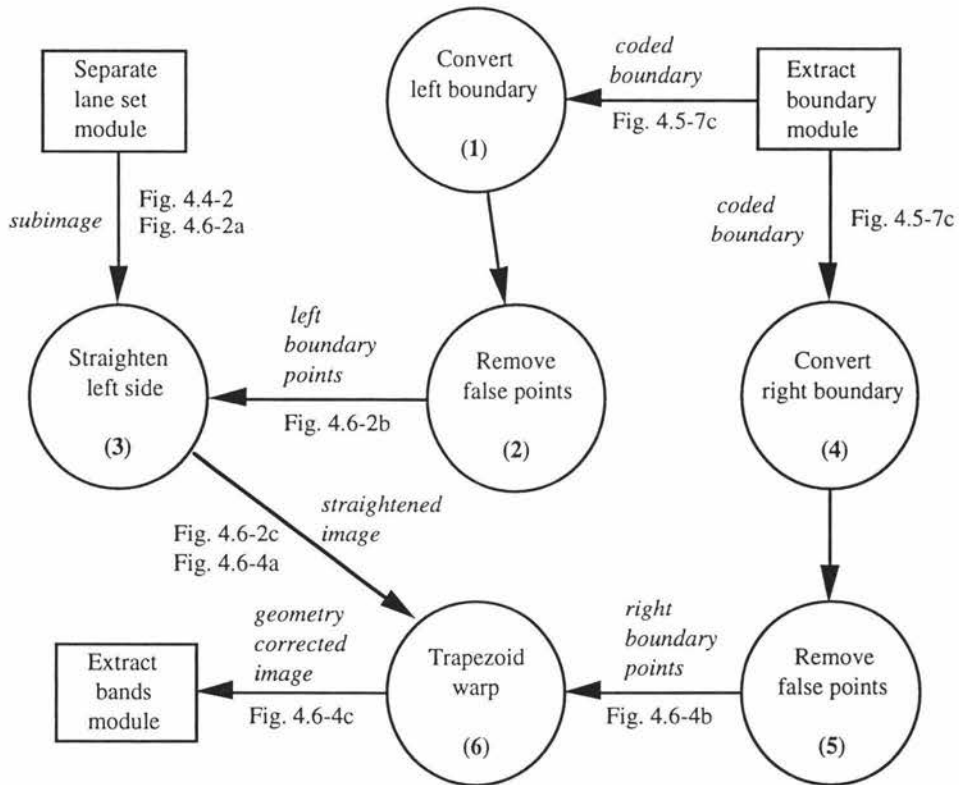 Separate
lane set
module
Convert
left boundary
(1)
coded
boundary
Fig. 4.5-7c
Extract
boundary
module
subimage
Fig. 4.4-2
Fig. 4.6-2a
coded
boundary
Fig. 4.5-7c
Straighten
left side
(3)
left
boundary
points
Fig. 4.6-2b
Remove
false points
(2)
Convert
right boundary
(4)
straightened
image
Fig. 4.6-2c
Fig. 4.6-4a
Extract
bands
module
geometry
corrected
image
Fig. 4.6-4c
Trapezoid
warp
(6)
right
boundary
points
Fig. 4.6-4b
Remove
false points
(5)